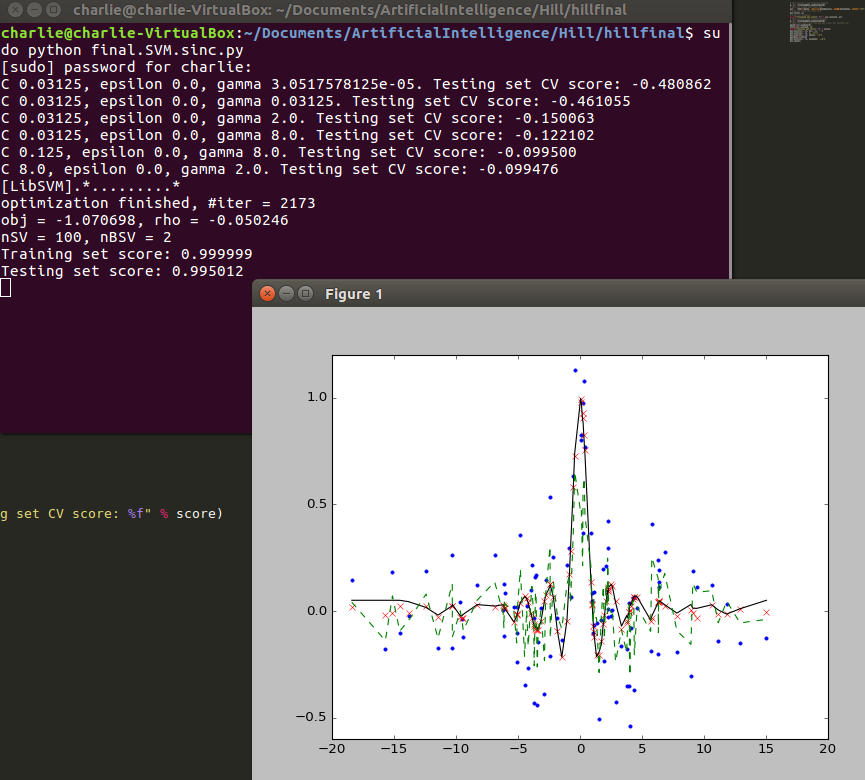 charlie@charlie-VirtualBox: ~/Documents/ArtificialIntelligence/Hill/hillfinal
charlie@charlie-VirtualBox:~/Documents/ArtificialIntelligence/Hill/hillfinal$ su
do python final.SVM.sinc.py
[sudo] password for charlie:
C 0.03125, epsilon 0.0, gamma 3.0517578125e-05. Testing set CV score: -0.480862
C 0.03125, epsilon 0.0, gamma 0.03125. Testing set CV score: -0.461055
C 0.03125, epsilon 0.0, gamma 2.0. Testing set CV score: -0.150063
C 0.03125, epsilon 0.0, gamma 8.0. Testing set CV score: -0.122102
C 0.125, epsilon 0.0, gamma 8.0. Testing set CV score: -0.099500
C 8.0, epsilon 0.0, gamma 2.0. Testing set CV score: -0.099476
[LibSVM].*.........*
optimization finished, #iter = 2173
obj = -1.070698, rho = -0.050246
nSV = 100, nBSV = 2
Training set score: 0.999999
Testing set score: 0.995012
Figure 1
g set CV score: %f" % score)
1.0
0.5
0.0
−0.5
−20 −15 −10 −5 0 5 10 15 20